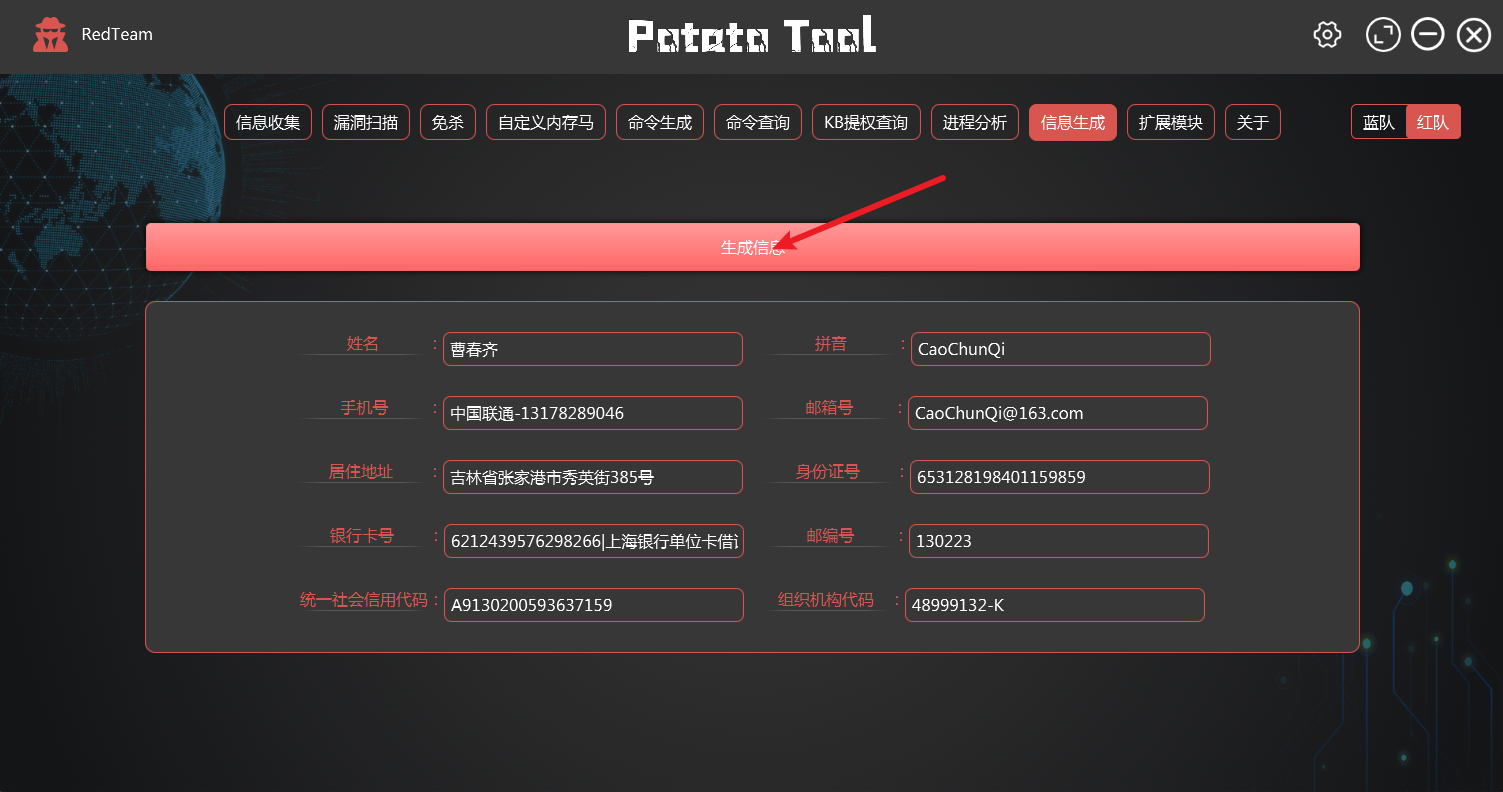 RedTeam
Potato Tool
信息收集 漏洞扫描 免杀 自定义内存马 命令生成 命令查询 KB提权查询 进程分析 信息生成 扩展模块 关于 蓝队 红队
生成信息
姓名 : 曹春齐 拼音 : CaoChunQi
手机号 : 中国联通-13178289046 邮箱号 : CaoChunQi@163.com
居住地址 : 吉林省张家港市秀英街385号 身份证号 : 653128198401159859
银行卡号 : 6212439576298266|上海银行单位卡借 邮编号 : 130223
统一社会信用代码 : A9130200593637159 组织机构代码 : 48999132-K